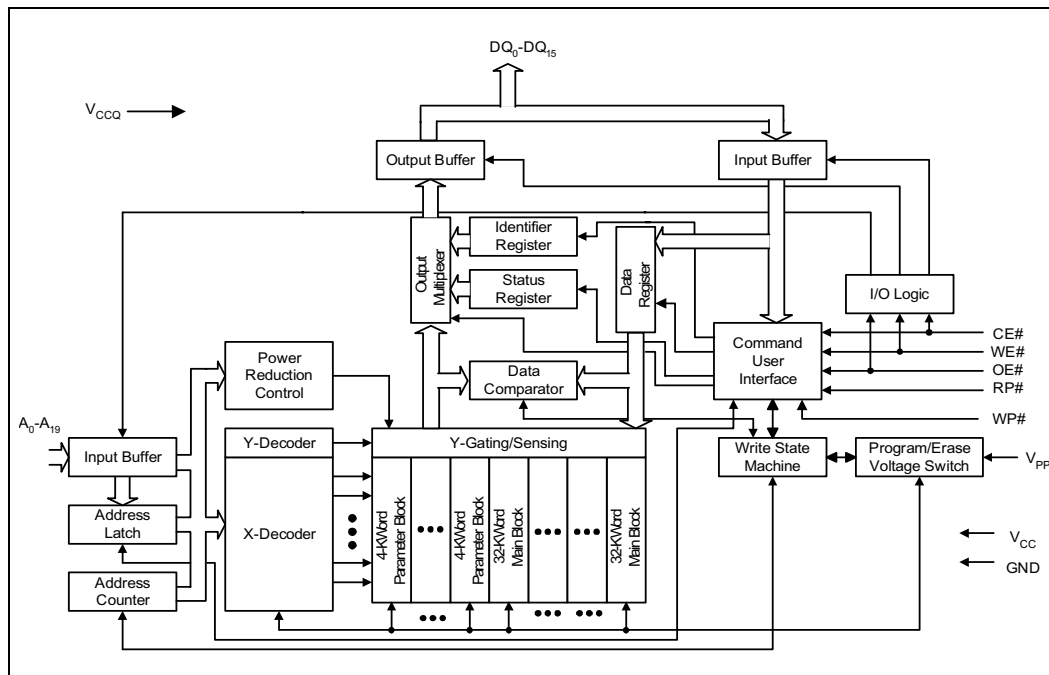 DQ0-DQ15
VCCQ
Output Buffer
Input Buffer
Output
Multiplexer
Identifier
Register
Status
Register
Data
Register
I/O Logic
CE#
WE#
OE#
RP#
WP#
Command
User
Interface
Power
Reduction
Control
Data
Comparator
A0-A19
Input Buffer
Y-Decoder
Y-Gating/Sensing
Write State
Machine
Program/Erase
Voltage Switch
VPP
Address
Latch
X-Decoder
4-KWord
Parameter Block
4-KWord
Parameter Block
32-KWord
Main Block
32-KWord
Main Block
VCC
GND
Address
Counter